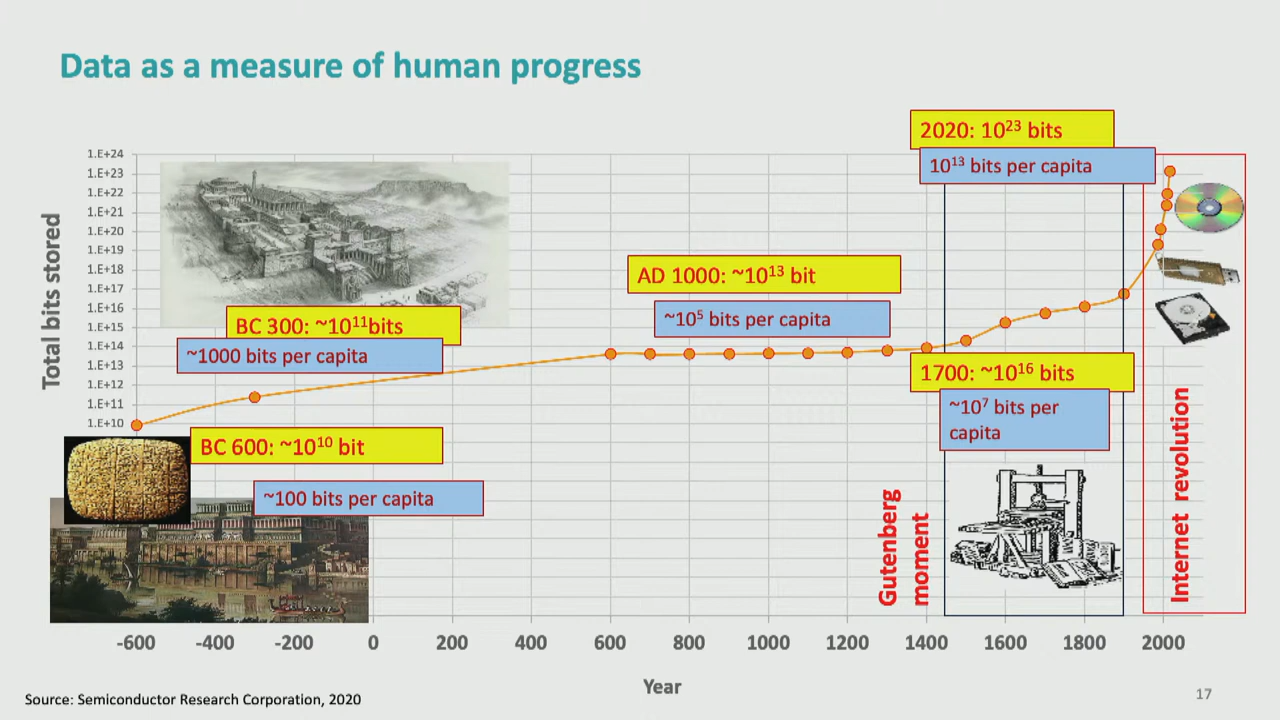 Data as a measure of human progress
2020: 10²³ bits
10¹³ bits per capita
1.E+24
1.E+23
1.E+22
1.E+21
1.E+20
1.E+19
1.E+18
1.E+17
1.E+16
1.E+15
1.E+14
1.E+13
1.E+12
1.E+11
1.E+10
Total bits stored
AD 1000: ~10¹³ bit
~10⁵ bits per capita
BC 300: ~10¹¹bits
~1000 bits per capita
1700: ~10¹⁶ bits
~10⁷ bits per
capita
BC 600: ~10¹⁰ bit
~100 bits per capita
Gutenberg
moment
Internet revolution
-600
-400
-200
0
200
400
600
800
1000
1200
1400
1600
1800
2000
Year
Source: Semiconductor Research Corporation, 2020
17